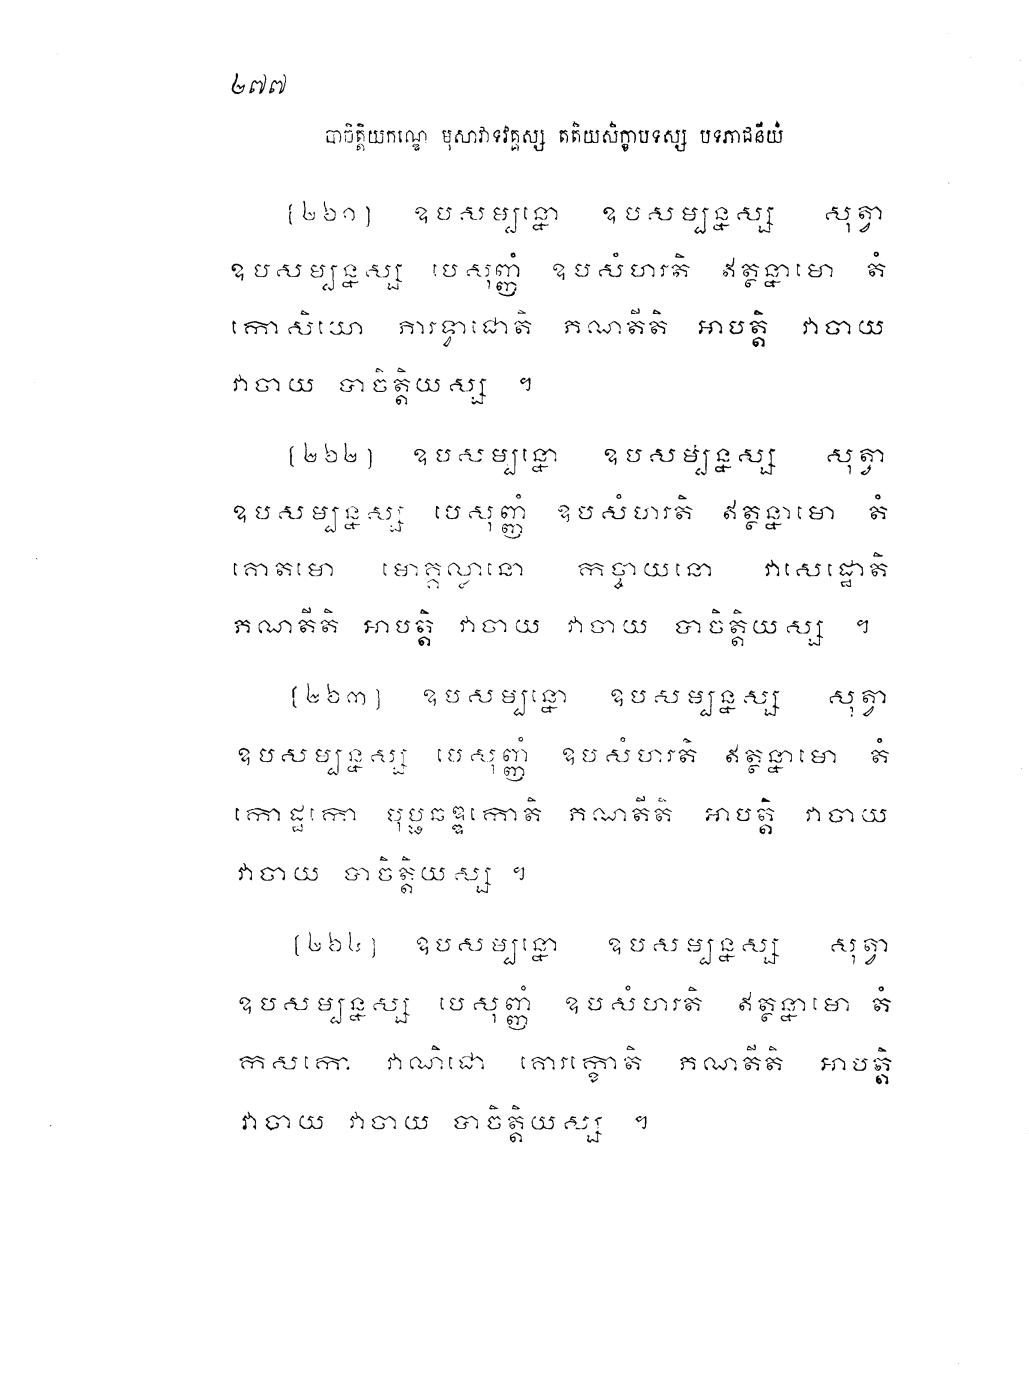 ២៧៧
បាចិត្តិយកណ្ឌេ មុសាវាទវគ្គស្ស តតិយសិក្ខាបទស្ស បទភាជនីយំ
(២៦១) ឧបសម្បន្នោ ឧបសម្បន្នស្ស សុត្វា
ឧបសម្បន្នស្ស បេសុញ្ញំ ឧបសំហរតិ ឥត្ថន្នាមោ តំ
កោសិយោ ភារទ្វាជោតិ ភណតីតិ អាបត្តិ វាចាយ
វាចាយ បាចិត្តិយស្ស ។
(២៦២) ឧបសម្បន្នោ ឧបសម្បន្នស្ស សុត្វា
ឧបសម្បន្នស្ស បេសុញ្ញំ ឧបសំហរតិ ឥត្ថន្នាមោ តំ
គោតមោ មោគ្គល្លានោ កច្ចាយនោ វាសេដ្ឋោតិ
ភណតីតិ អាបត្តិ វាចាយ វាចាយ បាចិត្តិយស្ស ។
(២៦៣) ឧបសម្បន្នោ ឧបសម្បន្នស្ស សុត្វា
ឧបសម្បន្នស្ស បេសុញ្ញំ ឧបសំហរតិ ឥត្ថន្នាមោ តំ
កោដ្ឋកោ បុប្ផឆឌ្ឌកោតិ ភណតីតិ អាបត្តិ វាចាយ
វាចាយ បាចិត្តិយស្ស ។
(២៦៤) ឧបសម្បន្នោ ឧបសម្បន្នស្ស សុត្វា
ឧបសម្បន្នស្ស បេសុញ្ញំ ឧបសំហរតិ ឥត្ថន្នាមោ តំ
កាសកោ វាណិជោ គោរក្ខោតិ ភណតីតិ អាបត្តិ
វាចាយ វាចាយ បាចិត្តិយស្ស ។